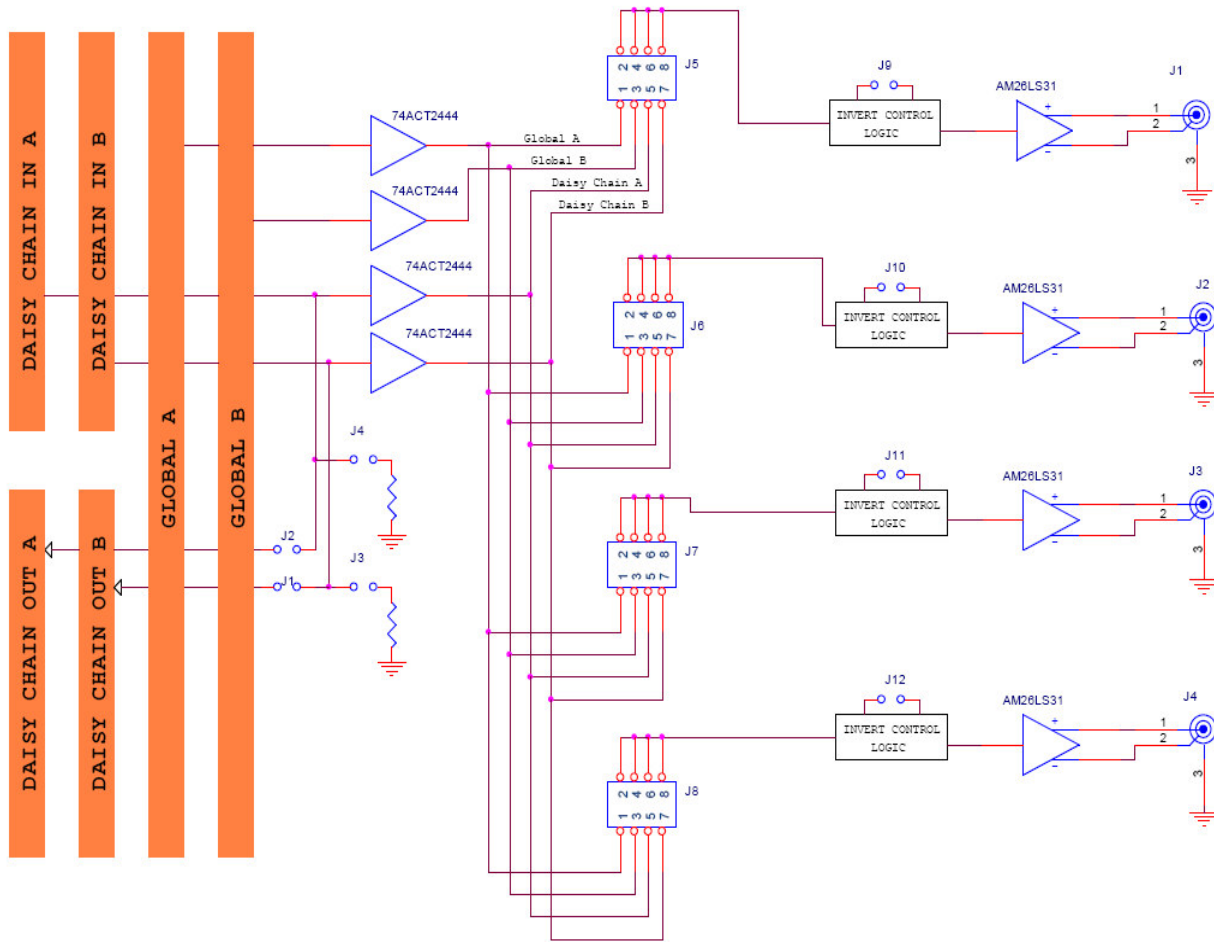 DAISY CHAIN IN A
DAISY CHAIN IN B
GLOBAL A
GLOBAL B
DAISY CHAIN OUT A
DAISY CHAIN OUT B
74ACT2444
74ACT2444
74ACT2444
74ACT2444
J4
J2
J1
J3
Global A
Global B
Daisy Chain A
Daisy Chain B
2 4 6 8
1 3 5 7
J5
J9
INVERT CONTROL
LOGIC
AM26LS31
+
-
J1
1
2
3
2 4 6 8
1 3 5 7
J6
J10
INVERT CONTROL
LOGIC
AM26LS31
+
-
J2
1
2
3
2 4 6 8
1 3 5 7
J7
J11
INVERT CONTROL
LOGIC
AM26LS31
+
-
J3
1
2
3
2 4 6 8
1 3 5 7
J8
J12
INVERT CONTROL
LOGIC
AM26LS31
+
-
J4
1
2
3